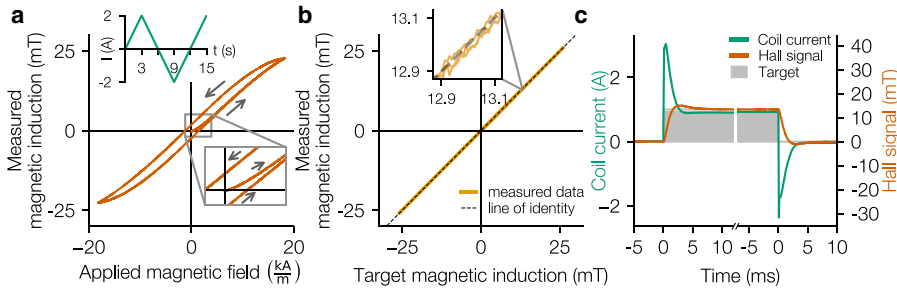 a
2
0
-2
I (A)
3
9
15
t (s)
25
0
-25
Measured
magnetic induction (mT)
-20
0
20
Applied magnetic field (kA/m)
b
13.1
12.9
12.9
13.1
25
0
-25
Measured
magnetic induction (mT)
measured data
line of identity
-25
0
25
Target magnetic induction (mT)
c
Coil current
Hall signal
Target
2
0
-2
Coil current (A)
40
30
20
10
0
-10
-20
-30
Hall signal (mT)
-5
0
5
10
-5
0
5
10
Time (ms)